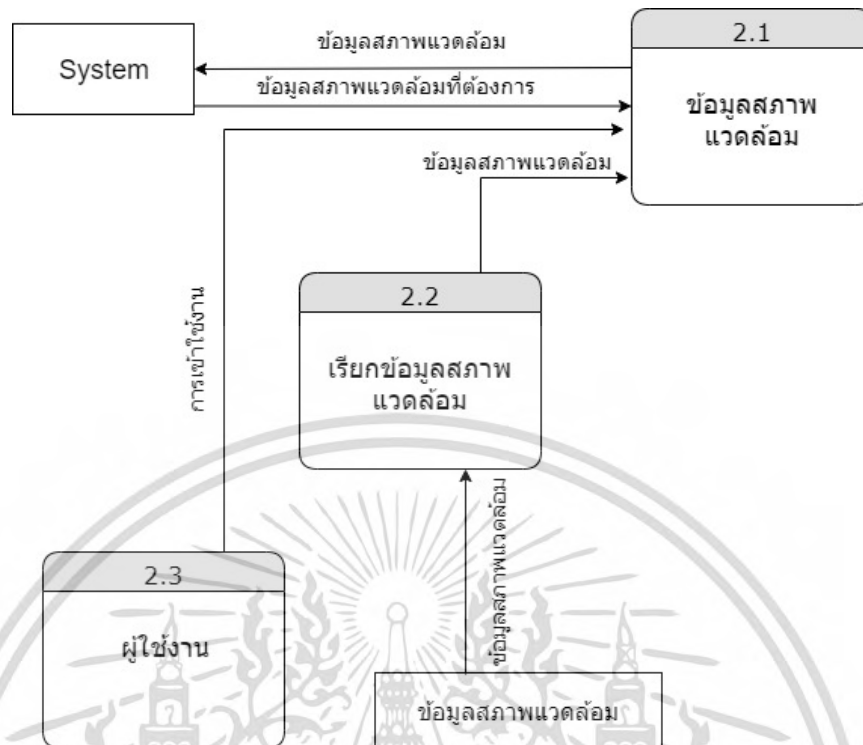 ข้อมูลสภาพแวดล้อม
2.1
System
ข้อมูลสภาพแวดล้อมที่ต้องการ
ข้อมูลสภาพ
แวดล้อม
ข้อมูลสภาพแวดล้อม
การเข้าใช้งาน
2.2
เรียกข้อมูลสภาพ
แวดล้อม
ข้อมูลสภาพแวดล้อม
2.3
ผู้ใช้งาน
ข้อมูลสภาพแวดล้อม